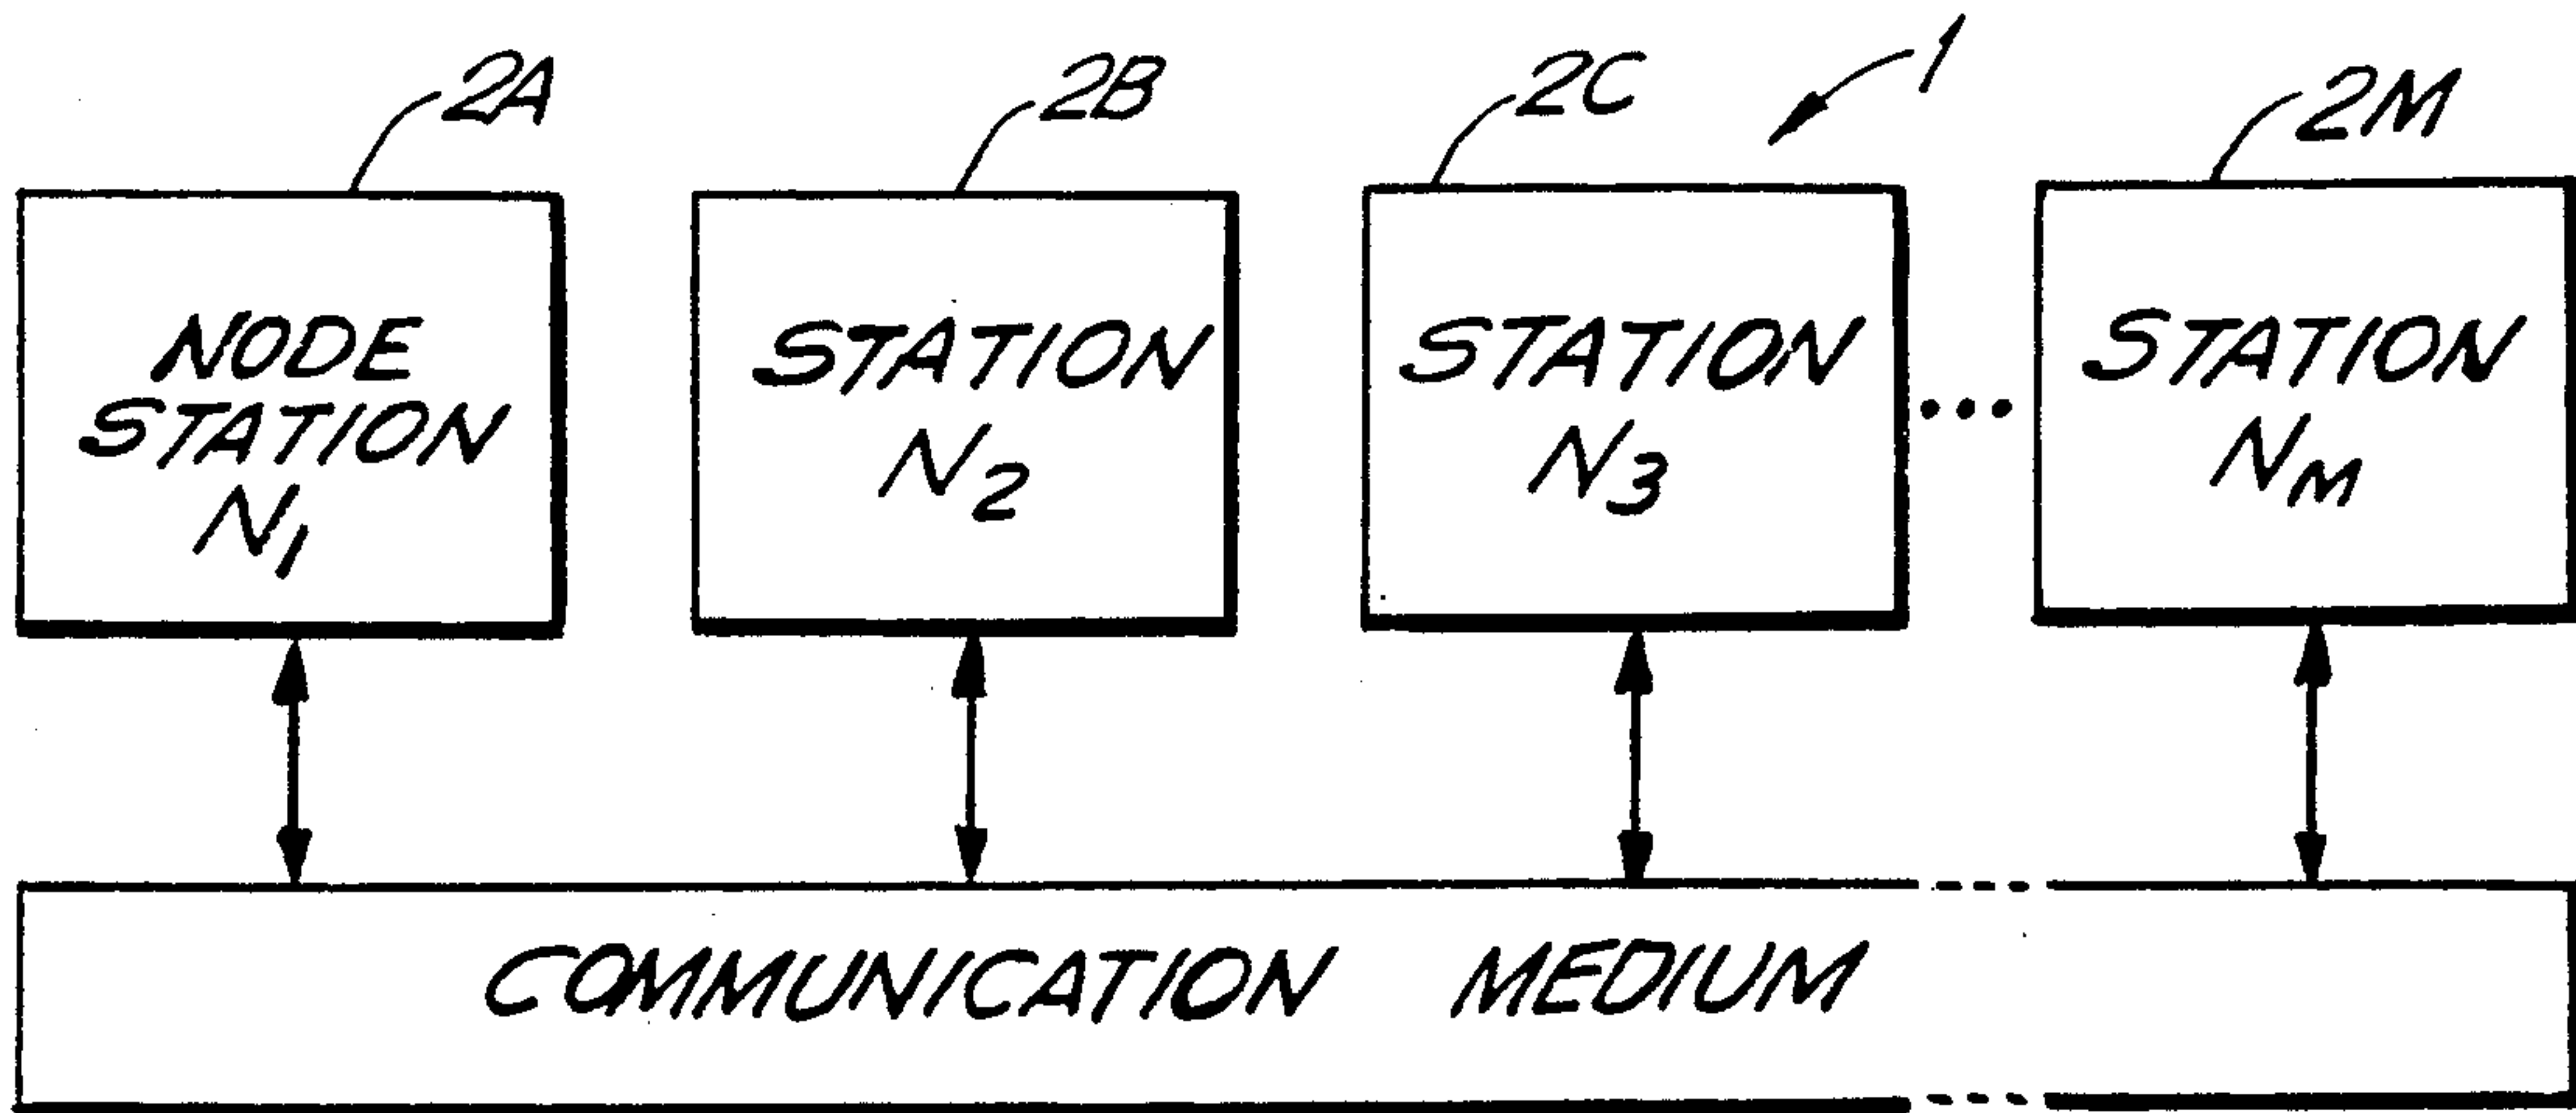 2A 2B 2C 1 2M
NODE
STATION
N1
STATION
N2
STATION
N3
...
STATION
NM
COMMUNICATION MEDIUM